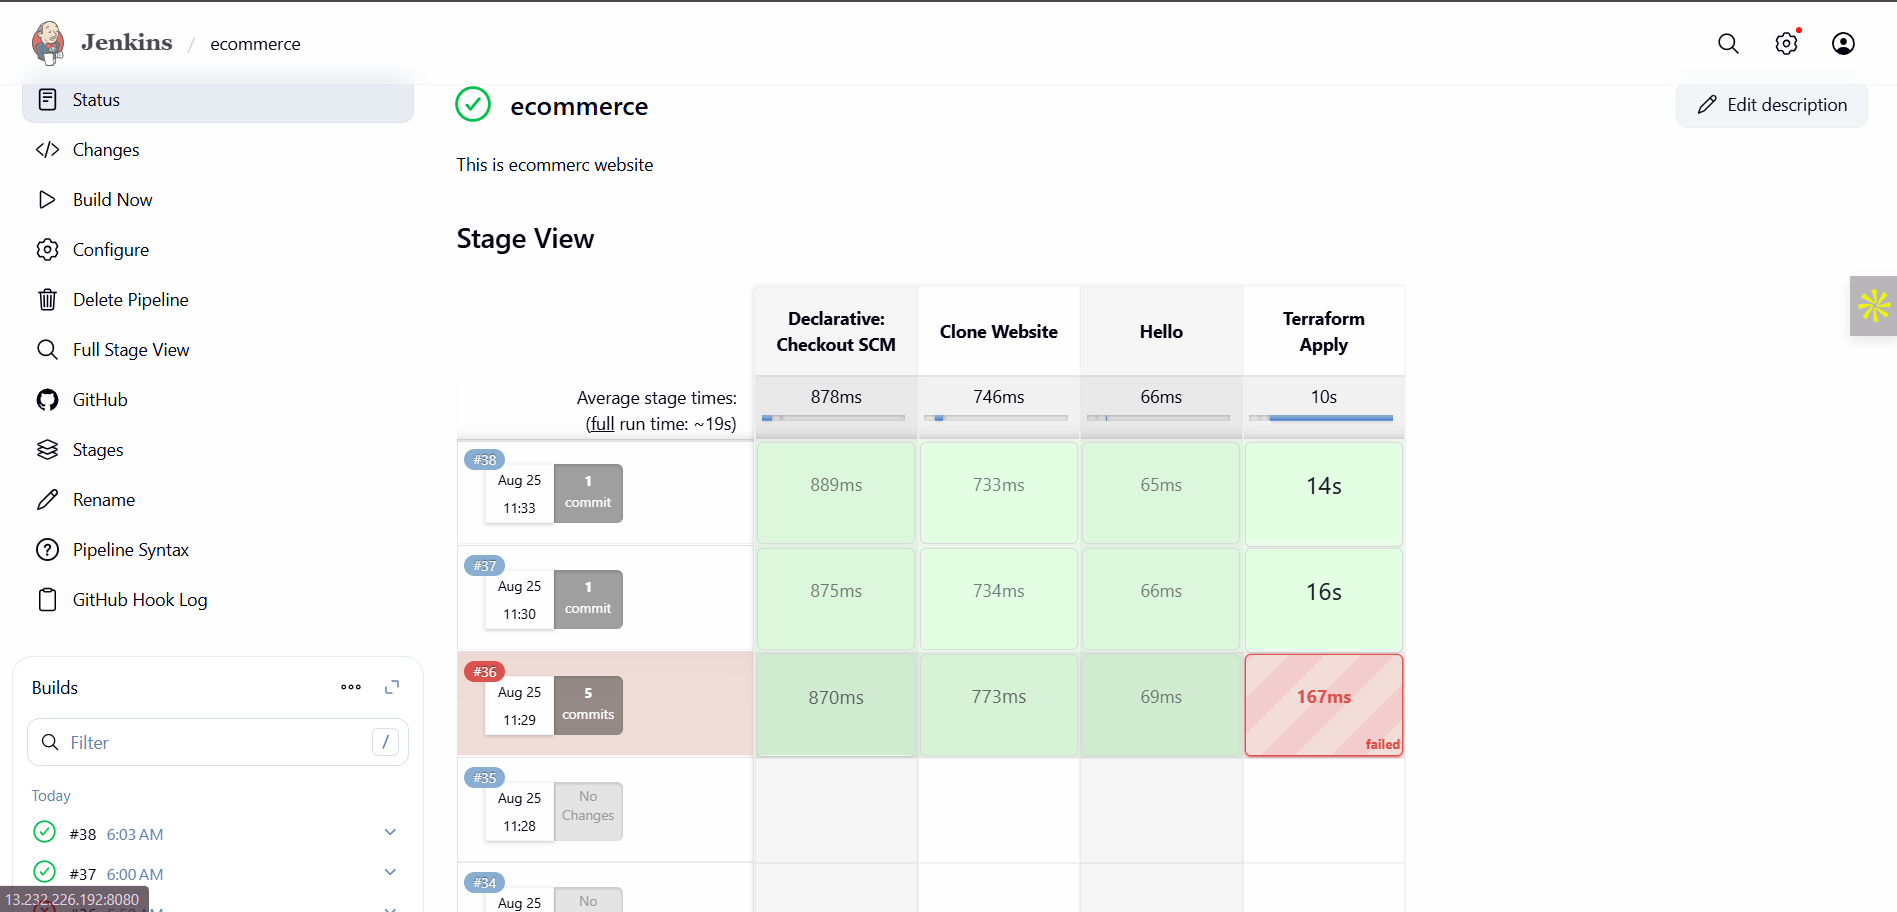 Jenkins / ecommerce
Status
Changes
Build Now
Configure
Delete Pipeline
Full Stage View
GitHub
Stages
Rename
Pipeline Syntax
GitHub Hook Log
Builds
Filter /
Today
#38 6:03 AM
#37 6:00 AM
13.232.226.192:8080
ecommerce
Edit description
This is ecommerc website
Stage View
Declarative:
Checkout SCM
Clone Website
Hello
Terraform
Apply
Average stage times:
(full run time: ~19s)
878ms
746ms
66ms
10s
#38
Aug 25
11:33
1
commit
889ms
733ms
65ms
14s
#37
Aug 25
11:30
1
commit
875ms
734ms
66ms
16s
#36
Aug 25
11:29
5
commits
870ms
773ms
69ms
167ms
failed
#35
Aug 25
11:28
No
Changes
#34
Aug 25
No